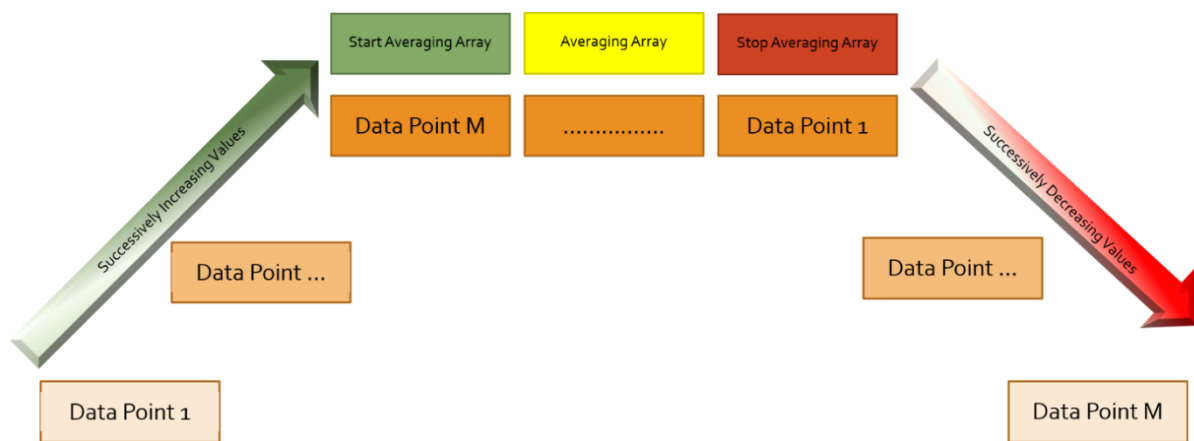 Start Averaging Array
Averaging Array
Stop Averaging Array
Data Point M
................
Data Point 1
Successively Increasing Values
Successively Decreasing Values
Data Point ...
Data Point ...
Data Point 1
Data Point M